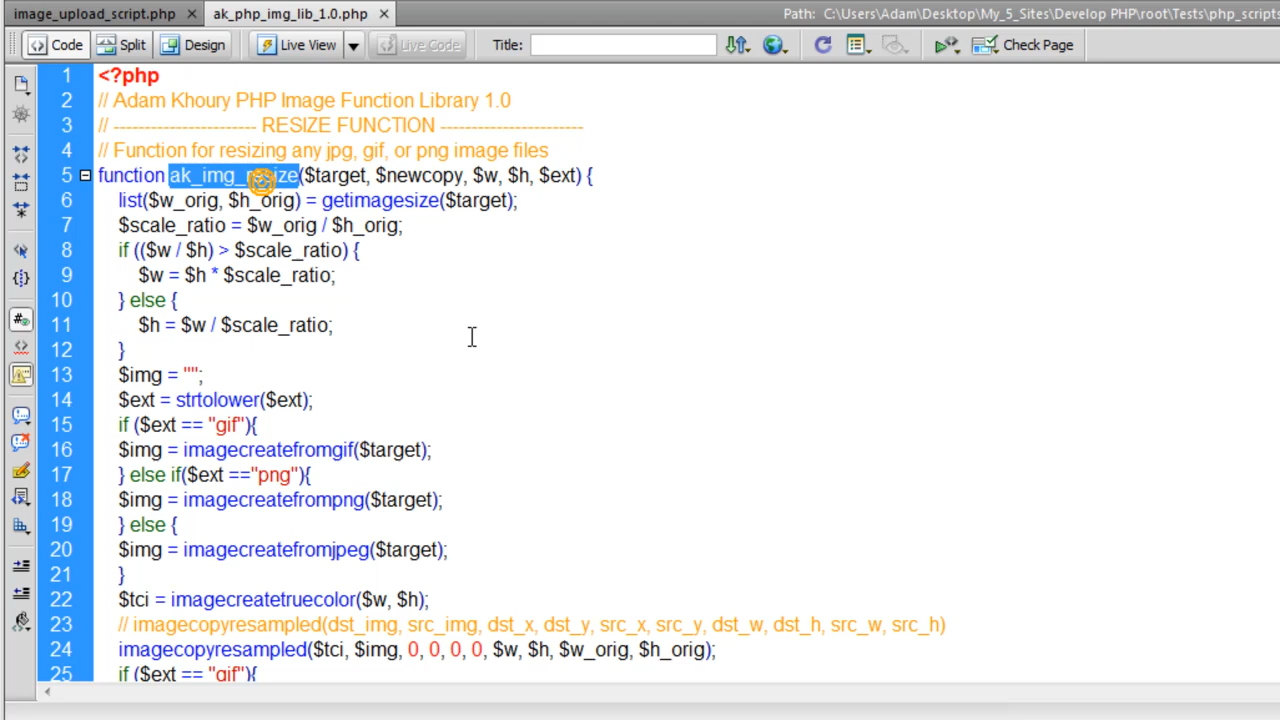 image_upload_script.php × ak_php_img_lib_1.0.php × Path: C:\Users\Adam\Desktop\My_5_Sites\Develop PHP\root\Tests\php_scripts
Code Split Design Live View Live Code Title: Check Page
1 <?php
2 // Adam Khoury PHP Image Function Library 1.0
3 // ----------------------- RESIZE FUNCTION -----------------------
4 // Function for resizing any jpg, gif, or png image files
5 function ak_img_resize($target, $newcopy, $w, $h, $ext) {
6 list($w_orig, $h_orig) = getimagesize($target);
7 $scale_ratio = $w_orig / $h_orig;
8 if (($w / $h) > $scale_ratio) {
9 $w = $h * $scale_ratio;
10 } else {
11 $h = $w / $scale_ratio;
12 }
13 $img = "";
14 $ext = strtolower($ext);
15 if ($ext == "gif"){
16 $img = imagecreatefromgif($target);
17 } else if($ext =="png"){
18 $img = imagecreatefrompng($target);
19 } else {
20 $img = imagecreatefromjpeg($target);
21 }
22 $tci = imagecreatetruecolor($w, $h);
23 // imagecopyresampled(dst_img, src_img, dst_x, dst_y, src_x, src_y, dst_w, dst_h, src_w, src_h)
24 imagecopyresampled($tci, $img, 0, 0, 0, 0, $w, $h, $w_orig, $h_orig);
25 if ($ext == "gif"){